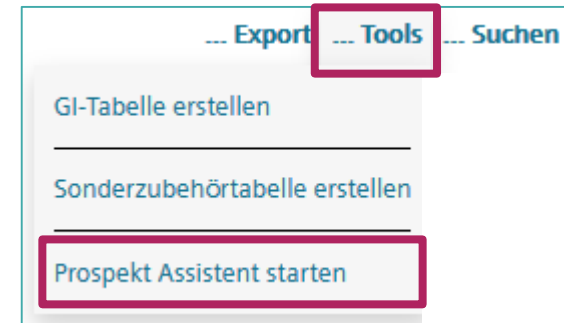 ... Export ... Tools ... Suchen
GI-Tabelle erstellen
Sonderzubehörtabelle erstellen
Prospekt Assistent starten